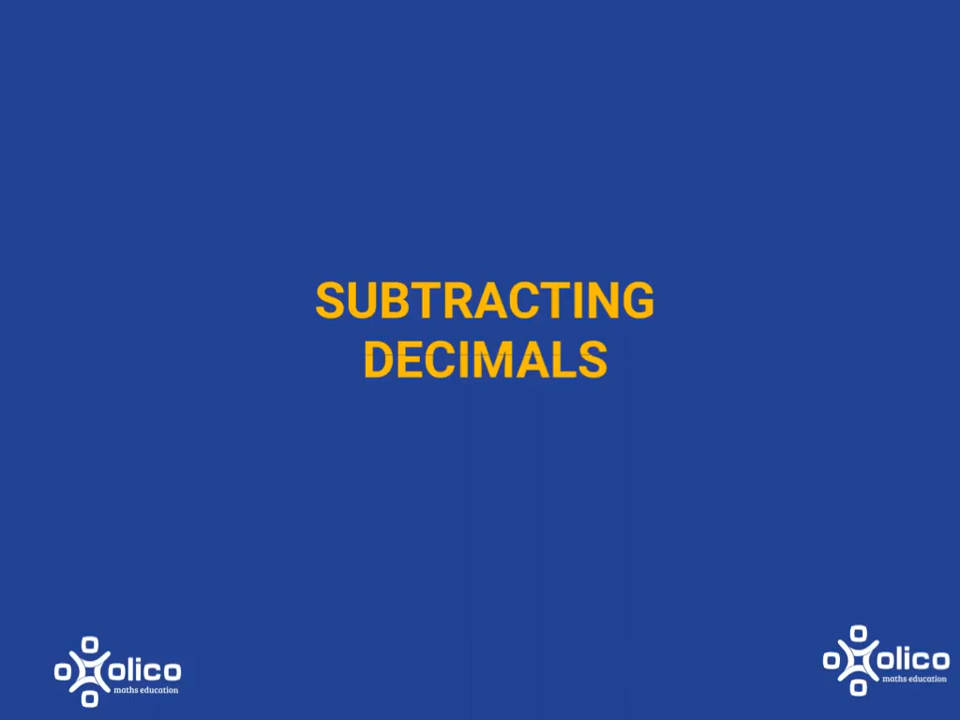 SUBTRACTING
DECIMALS
olico
maths education
olico
maths education